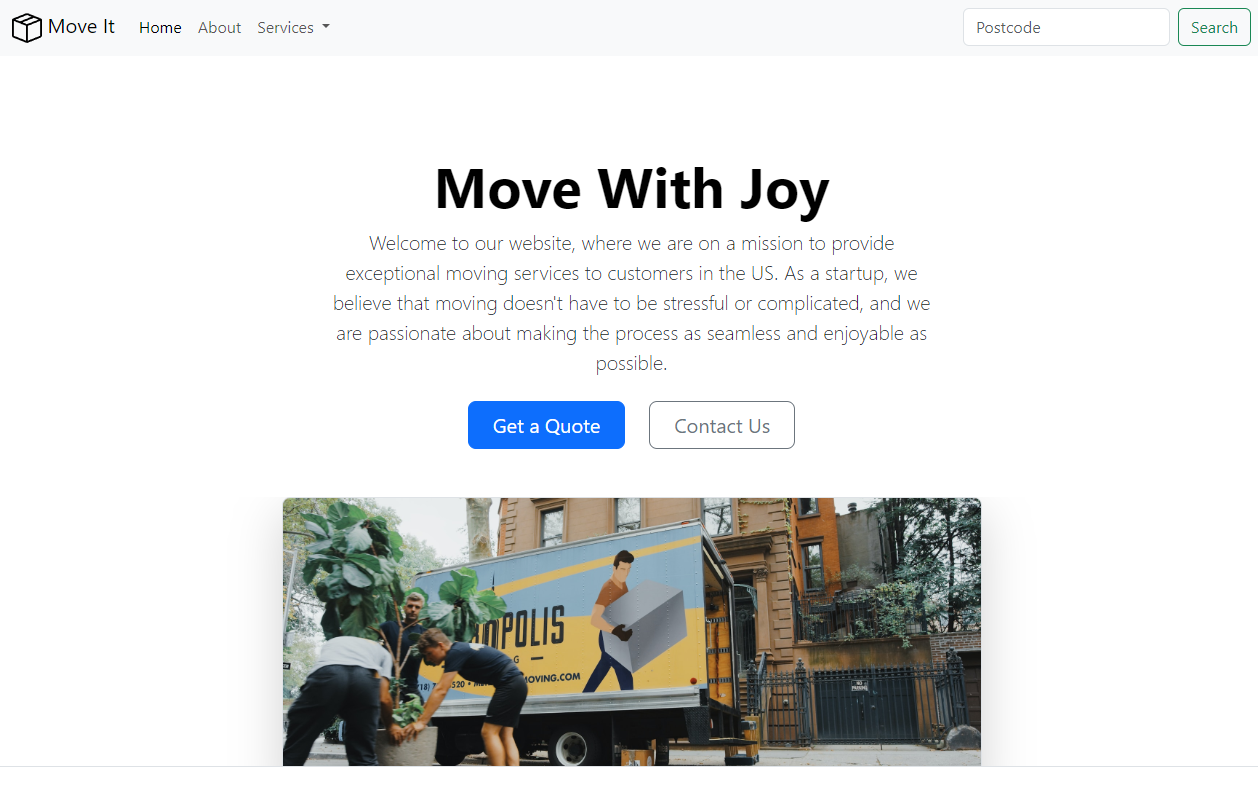 Move It
Home
About
Services
Postcode
Search
Move With Joy
Welcome to our website, where we are on a mission to provide
exceptional moving services to customers in the US. As a startup, we
believe that moving doesn't have to be stressful or complicated, and we
are passionate about making the process as seamless and enjoyable as
possible.
Get a Quote
Contact Us
OPOLIS
MOVING.COM
NO
PARKING